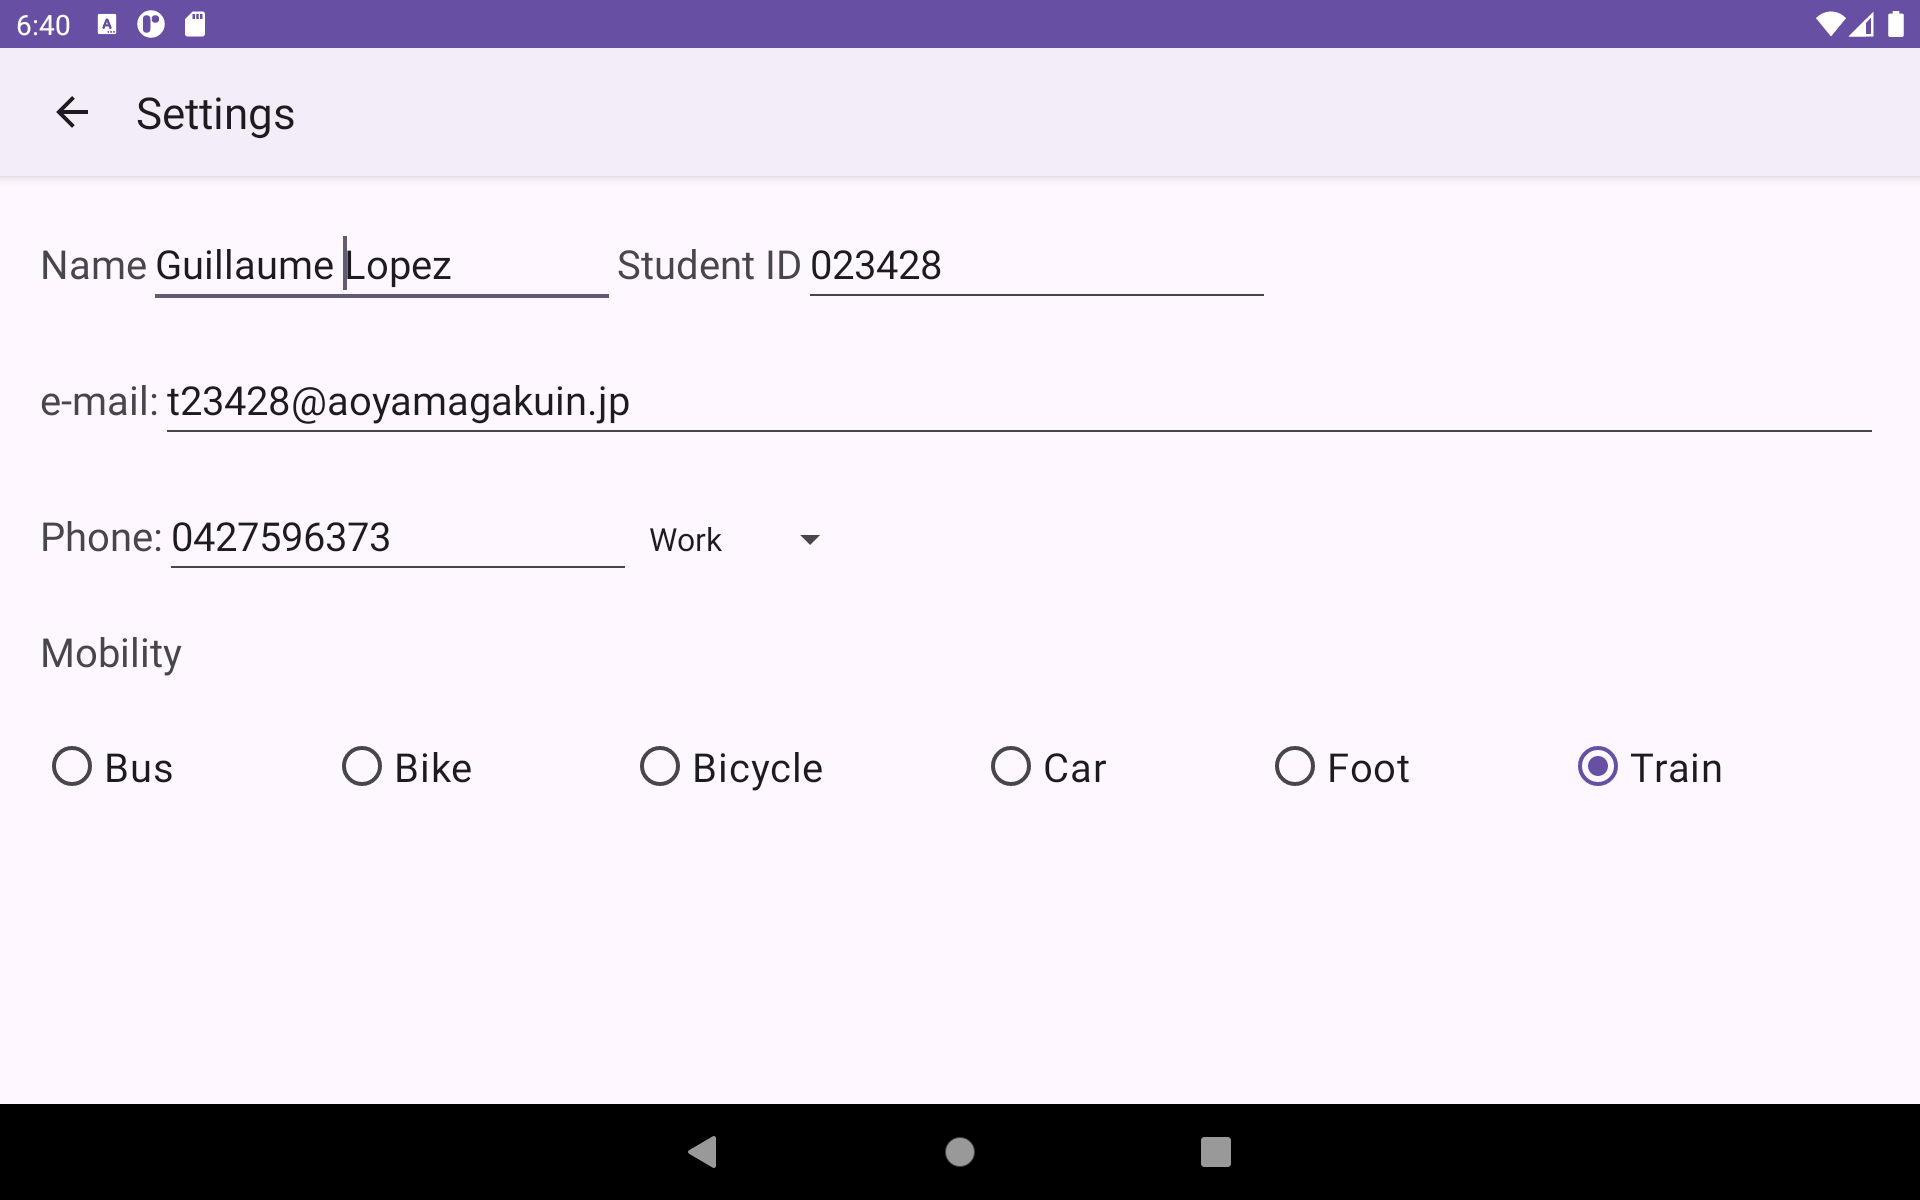 6:40
Settings
Name Guillaume Lopez Student ID 023428
e-mail: t23428@aoyamagakuin.jp
Phone: 0427596373 Work
Mobility
Bus Bike Bicycle Car Foot Train